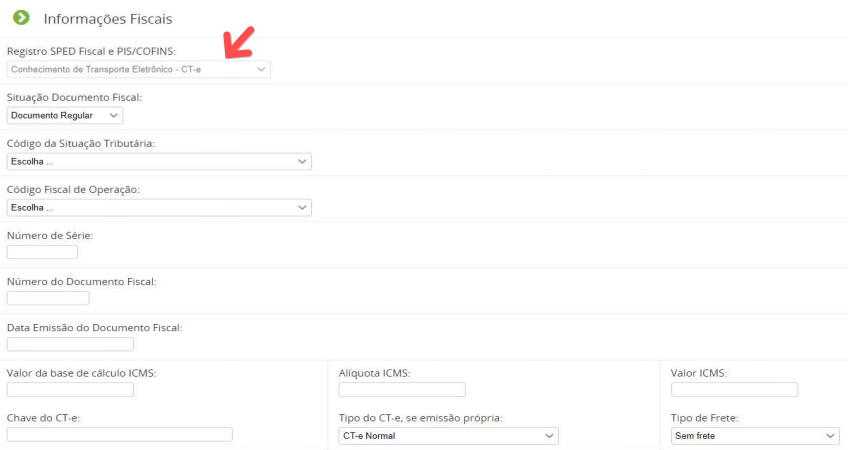 Informações Fiscais
Registro SPED Fiscal e PIS/COFINS:
Conhecimento de Transporte Eletrônico - CT-e
Situação Documento Fiscal:
Documento Regular
Código da Situação Tributária:
Escolha ...
Código Fiscal de Operação:
Escolha ...
Número de Série:
Número do Documento Fiscal:
Data Emissão do Documento Fiscal:
Valor da base de cálculo ICMS: Alíquota ICMS: Valor ICMS:
Chave do CT-e: Tipo do CT-e, se emissão própria: Tipo de Frete:
CT-e Normal Sem frete